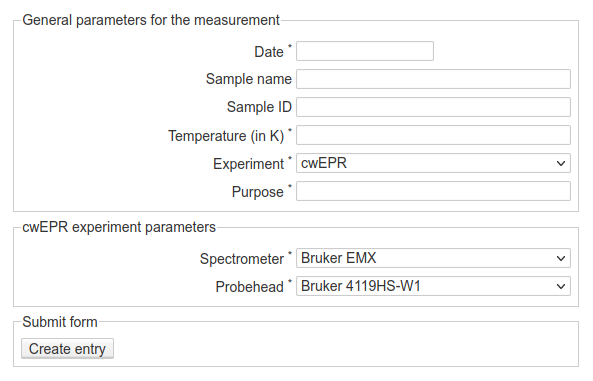 General parameters for the measurement
Date *
Sample name
Sample ID
Temperature (in K) *
Experiment * cwEPR
Purpose *
cwEPR experiment parameters
Spectrometer * Bruker EMX
Probehead * Bruker 4119HS-W1
Submit form
Create entry